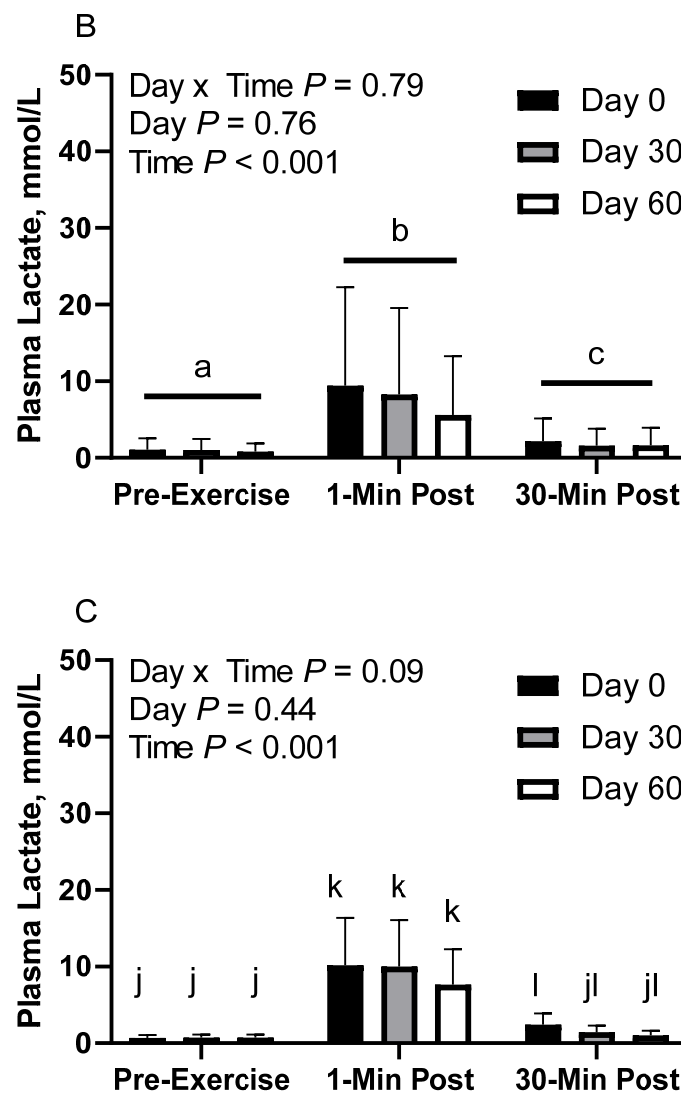 B
Plasma Lactate, mmol/L
50
40
30
20
10
0
Day x Time P = 0.79
Day P = 0.76
Time P < 0.001
Day 0
Day 30
Day 60
a
b
c
Pre-Exercise
1-Min Post
30-Min Post
C
Plasma Lactate, mmol/L
50
40
30
20
10
0
Day x Time P = 0.09
Day P = 0.44
Time P < 0.001
Day 0
Day 30
Day 60
j
j
j
k
k
k
l
jl
jl
Pre-Exercise
1-Min Post
30-Min Post